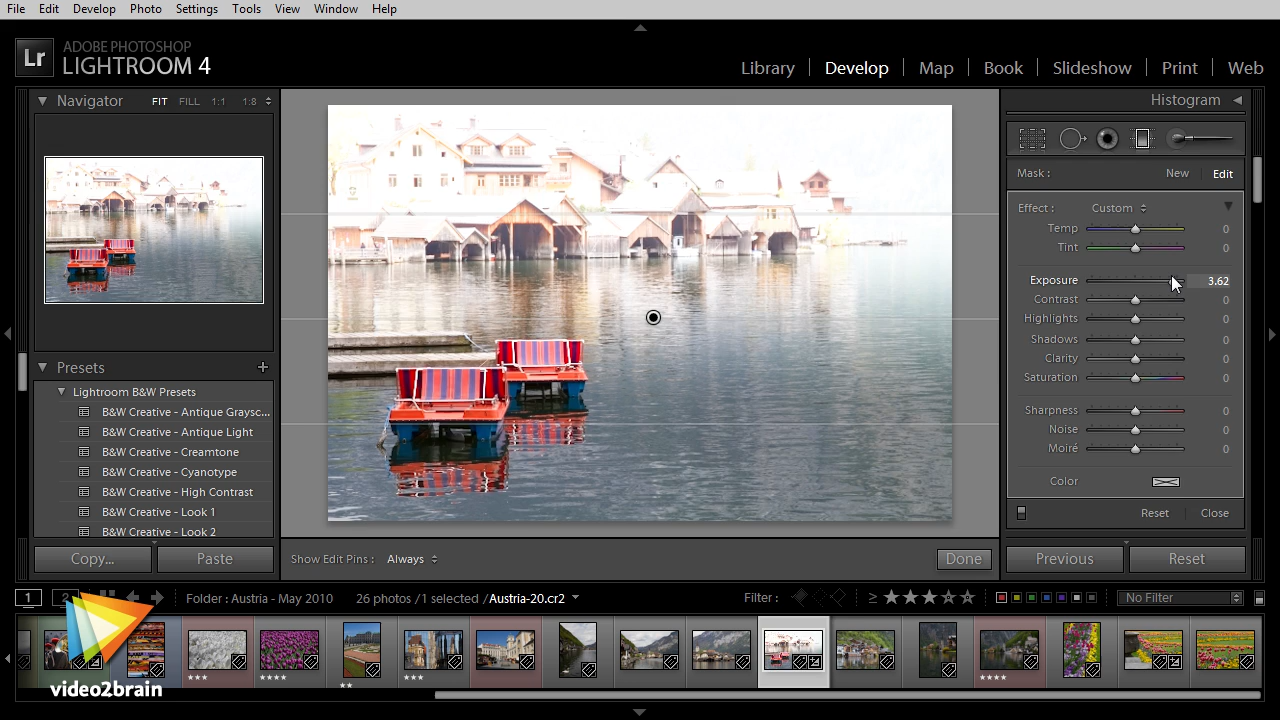 File Edit Develop Photo Settings Tools View Window Help
Lr ADOBE PHOTOSHOP
LIGHTROOM 4
Library | Develop | Map | Book | Slideshow | Print | Web
Navigator FIT FILL 1:1 1:8
Histogram
Mask : New Edit
Effect : Custom
Temp 0
Tint 0
Exposure 3.62
Contrast 0
Highlights 0
Shadows 0
Clarity 0
Saturation 0
Sharpness 0
Noise 0
Moiré 0
Color
Reset Close
Presets +
Lightroom B&W Presets
B&W Creative - Antique Graysc...
B&W Creative - Antique Light
B&W Creative - Creamtone
B&W Creative - Cyanotype
B&W Creative - High Contrast
B&W Creative - Look 1
B&W Creative - Look 2
Copy... Paste
Show Edit Pins : Always Done
Previous Reset
1 2 Folder : Austria - May 2010 26 photos /1 selected /Austria-20.cr2 Filter : ≥ ★★★☆☆ No Filter
video2brain